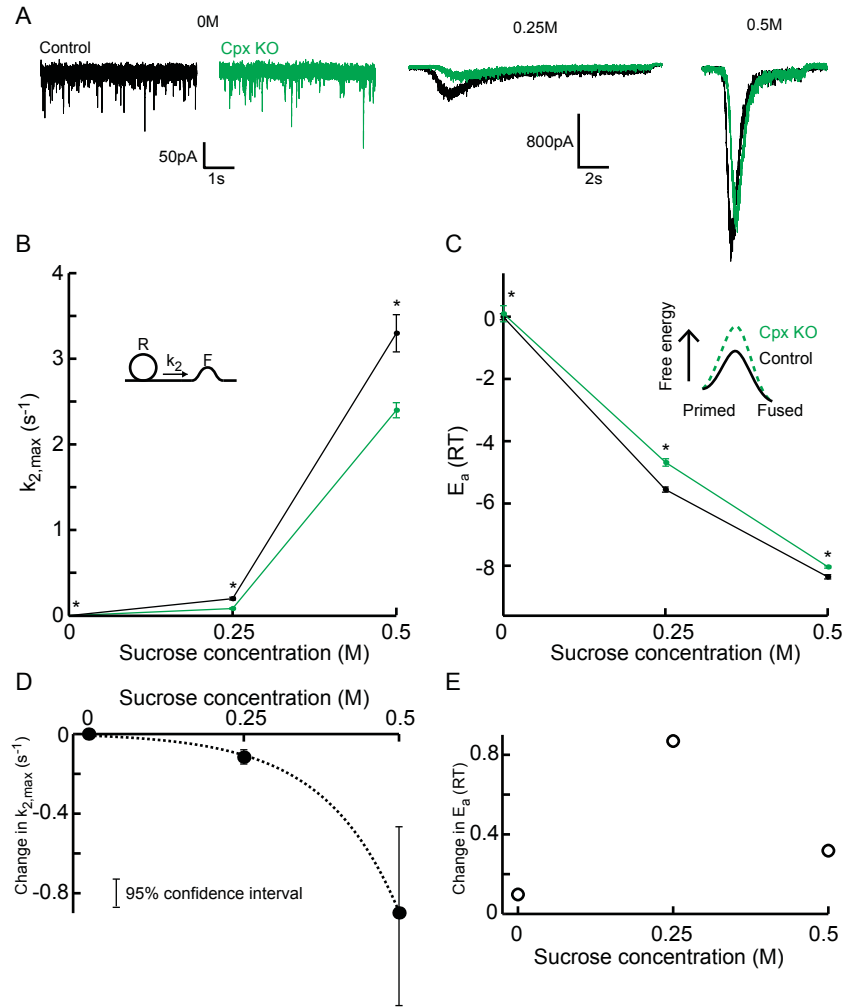 A
0M
0.25M
0.5M
Control
Cpx KO
50pA
1s
800pA
2s
B
4
3
2
1
0
k2,max (s-1)
R
k2
F
*
*
*
0
0.25
0.5
Sucrose concentration (M)
C
0
-2
-4
-6
-8
Ea (RT)
*
*
*
Free energy
Cpx KO
Control
Primed
Fused
0
0.25
0.5
Sucrose concentration (M)
D
Sucrose concentration (M)
0
0.25
0.5
0
-0.4
-0.8
Change in k2,max (s-1)
95% confidence interval
E
0.8
0.4
0
Change in Ea (RT)
0
0.25
0.5
Sucrose concentration (M)